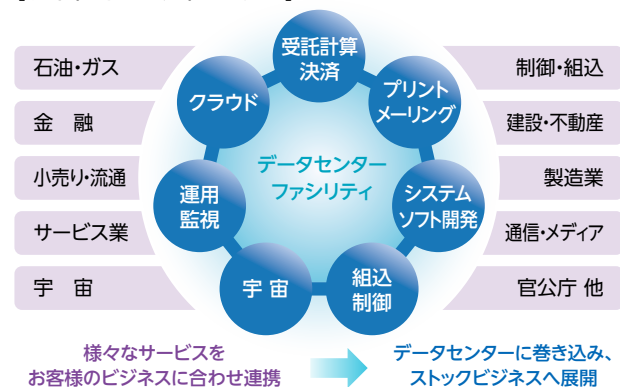 受託計算
決済
プリント
メーリング
システム
ソフト開発
組込
制御
宇 宙
運用
監視
クラウド
データセンター
ファシリティ
石油・ガス
金　融
小売り・流通
サービス業
宇　宙
制御・組込
建設・不動産
製造業
通信・メディア
官公庁 他
様々なサービスを
お客様のビジネスに合わせ連携
データセンターに巻き込み、
ストックビジネスへ展開